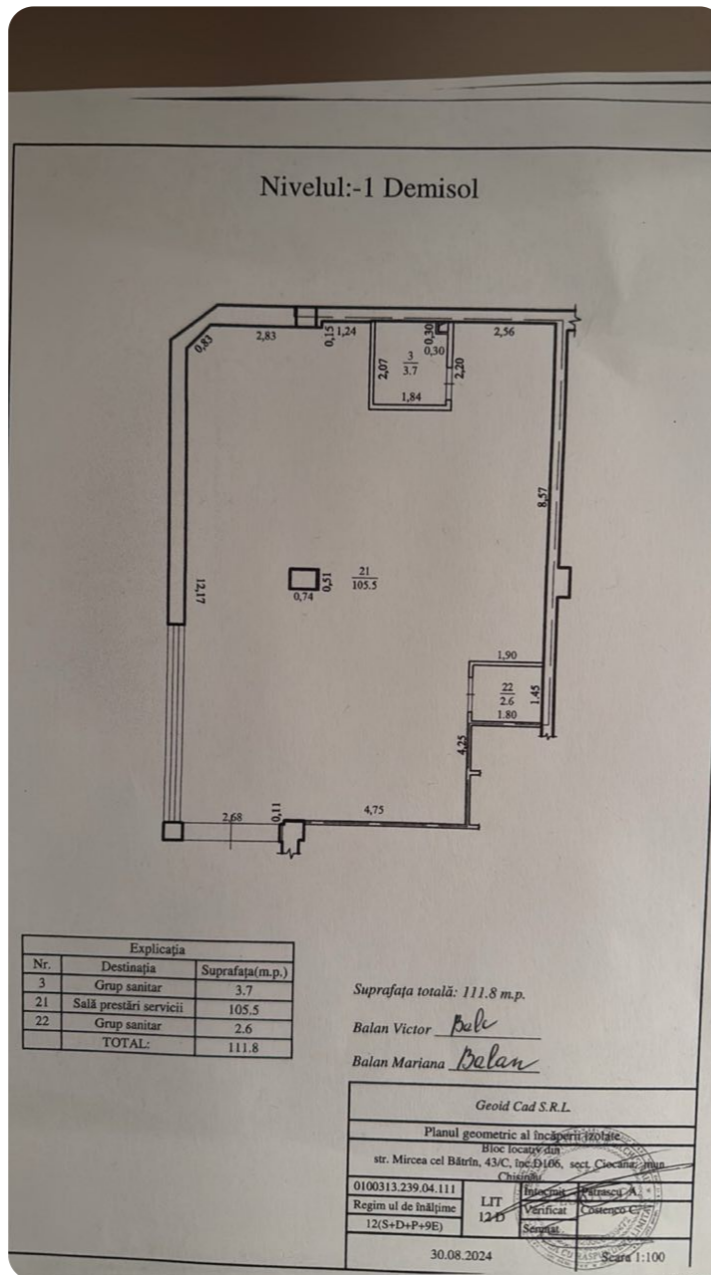 Nivelul:-1 Demisol
0,83
2,83
0,15
1,24
3
3.7
0,30
0,30
2,56
2,07
2,20
1,84
8,57
12,17
21
105.5
0,51
0,74
1,90
22
2.6
1,45
1.80
4,25
2,68
0,11
4,75
Explicația
Nr. Destinația Suprafața(m.p.)
3 Grup sanitar 3.7
21 Sală prestări servicii 105.5
22 Grup sanitar 2.6
TOTAL: 111.8
Suprafața totală: 111.8 m.p.
Balan Victor
Balan Mariana Balan
Geoid Cad S.R.L.
Planul geometric al încăperii izolate
Bloc locativ din
str. Mircea cel Bătrîn, 43/C, înc.D106, sect. Ciocana, mun.
Chișinău
0100313.239.04.111
Regim ul de înălțime
12(S+D+P+9E)
LIT
12 D
Întocmit Pătrașcu A.
Verificat Costenco C.
Semnat
30.08.2024 Scara 1:100